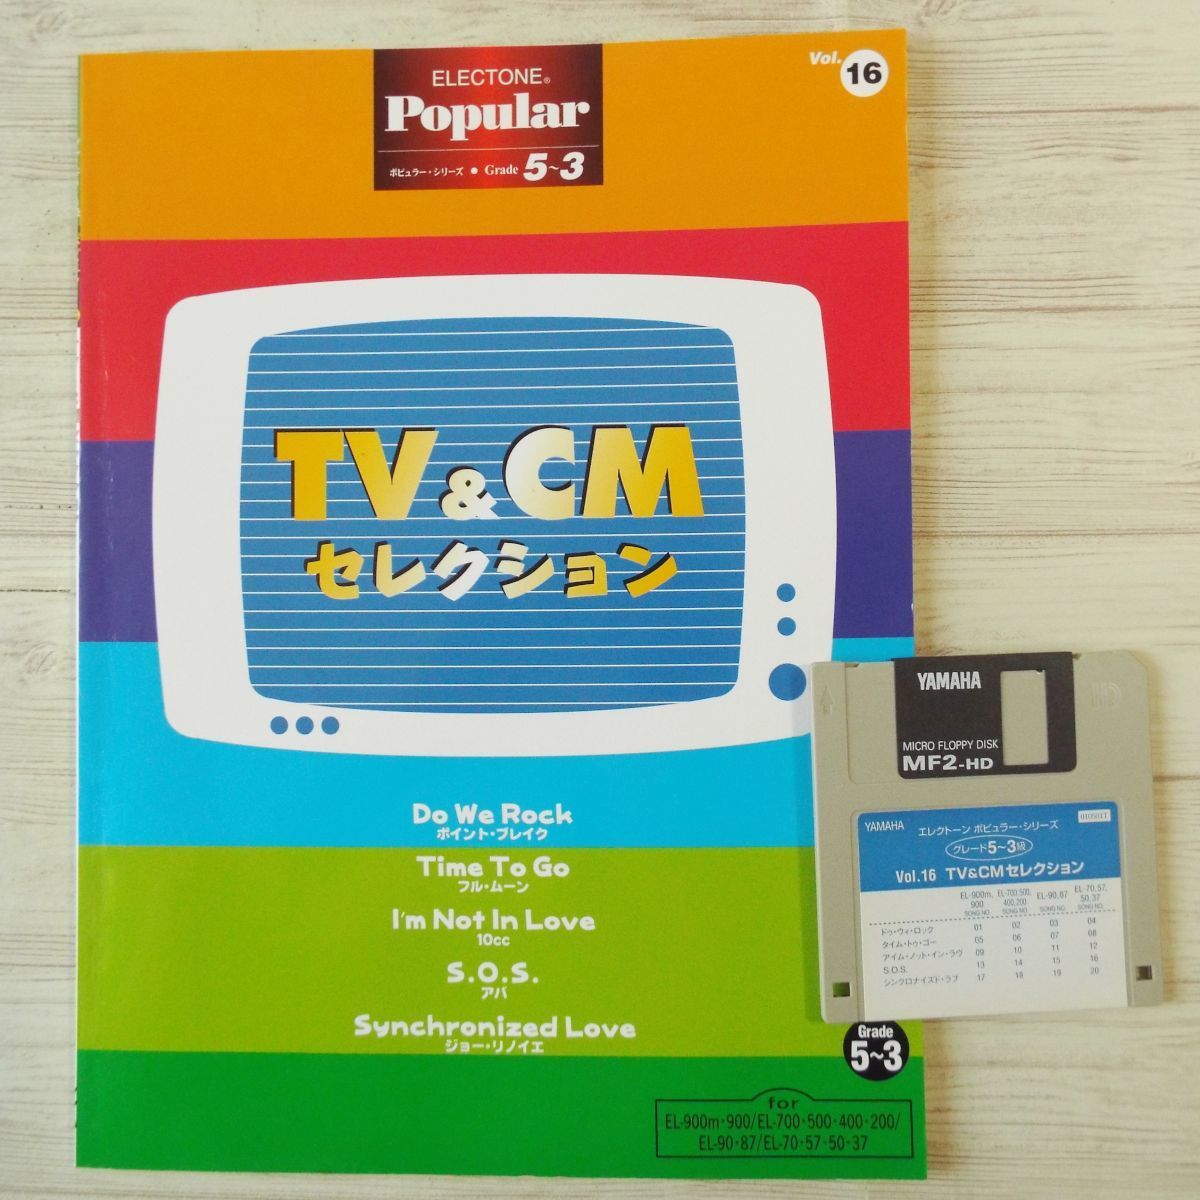 Vol. 16
ELECTONE®
Popular
ポピュラー・シリーズ ● Grade 5~3
TV & CM
セレクション
Do We Rock
ポイント・ブレイク
Time To Go
フル・ムーン
I'm Not In Love
10cc
S.O.S.
アバ
Synchronized Love
ジョー・リノイエ
Grade
5~3
for
EL-900m・900/EL-700・500・400・200/
EL-90・87/EL-70・57・50・37
YAMAHA
MICRO FLOPPY DISK
MF2-HD
HD
YAMAHA エレクトーン ポピュラー・シリーズ
グレード5~3級
Vol.16 TV&CMセレクション
EL-900m, 900 SONG NO. EL-700,500, 400,200 SONG NO. EL-90,87 SONG NO. EL-70,57, 50,37 SONG NO.
ドゥ・ウィ・ロック 01 02 03 04
タイム・トゥ・ゴー 05 06 07 08
アイム・ノット・イン・ラヴ 09 10 11 12
S.O.S. 13 14 15 16
シンクロナイズド・ラブ 17 18 19 20